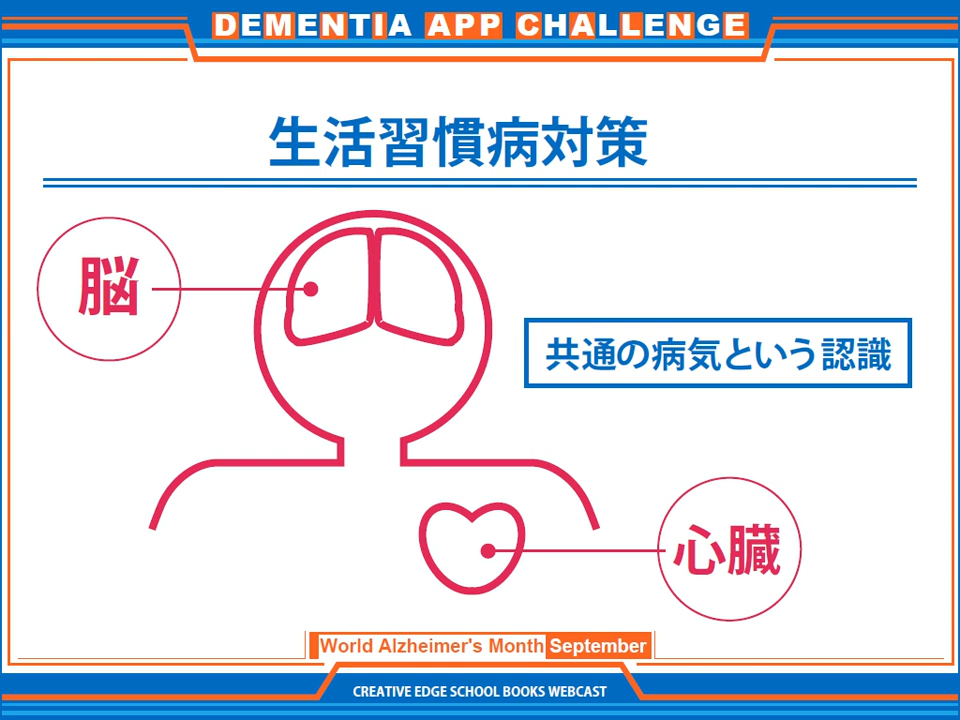 DEMENTIA APP CHALLENGE
生活習慣病対策
脳
共通の病気という認識
心臓
World Alzheimer's Month September
CREATIVE EDGE SCHOOL BOOKS WEBCAST